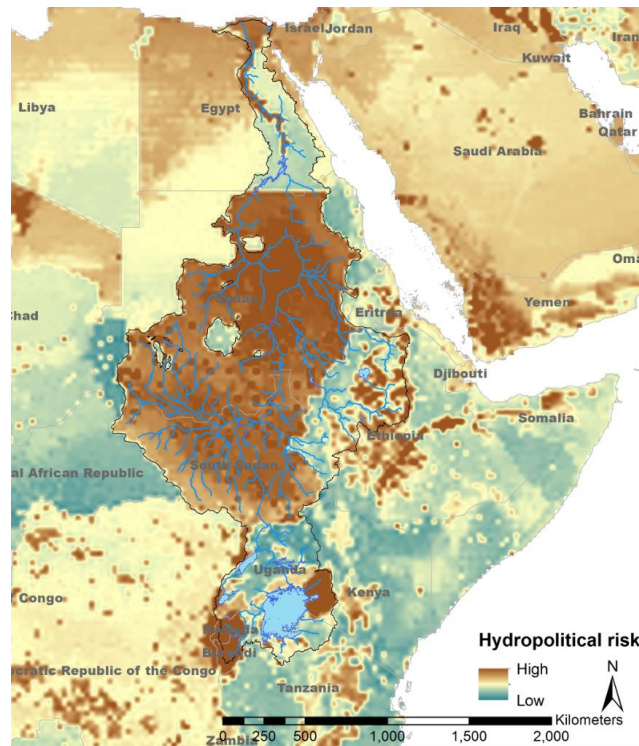 Israel Jordan
Iraq
Iran
Kuwait
Libya
Egypt
Bahrain
Qatar
Saudi Arabia
Oma
Yemen
Sudan
Eritrea
Chad
Djibouti
Somalia
Ethiopia
South Sudan
al African Republic
Uganda
Kenya
Congo
Burundi
cratic Republic of the Congo
Tanzania
Zambia
Hydropolitical risk
High
Low
N
Kilometers
0 250 500 1,000 1,500 2,000